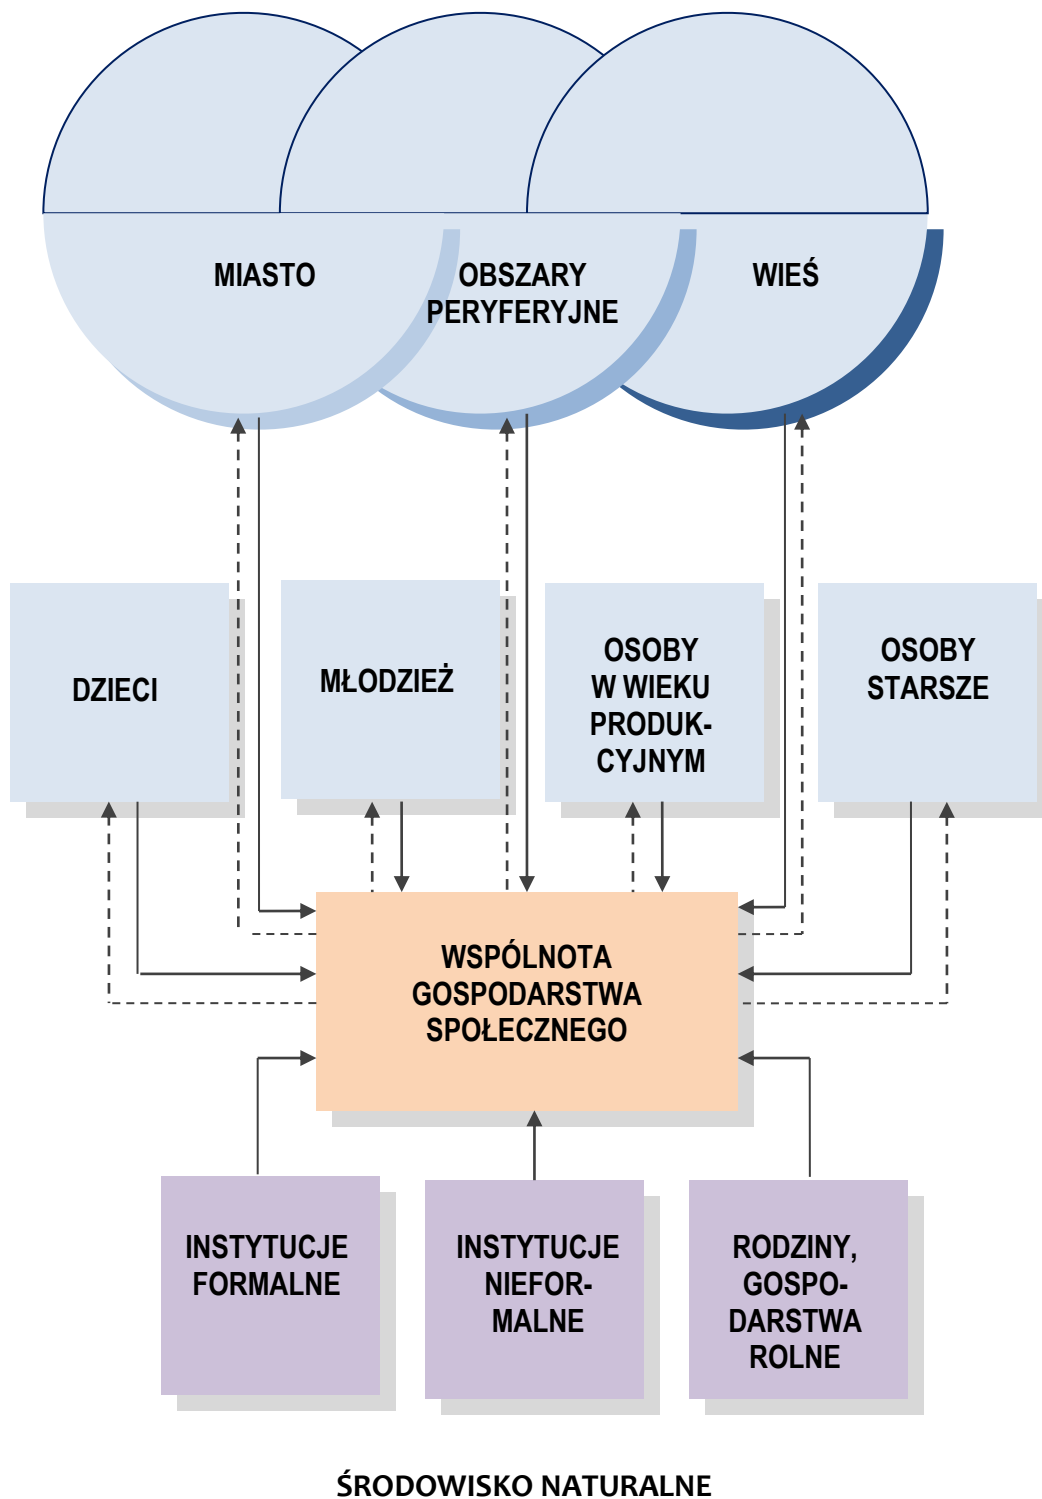 MIASTO
OBSZARY
PERYFERYJNE
WIEŚ
DZIECI
MŁODZIEŻ
OSOBY
W WIEKU
PRODUK-
CYJNYM
OSOBY
STARSZE
WSPÓLNOTA
GOSPODARSTWA
SPOŁECZNEGO
INSTYTUCJE
FORMALNE
INSTYTUCJE
NIEFOR-
MALNE
RODZINY,
GOSPO-
DARSTWA
ROLNE
ŚRODOWISKO NATURALNE